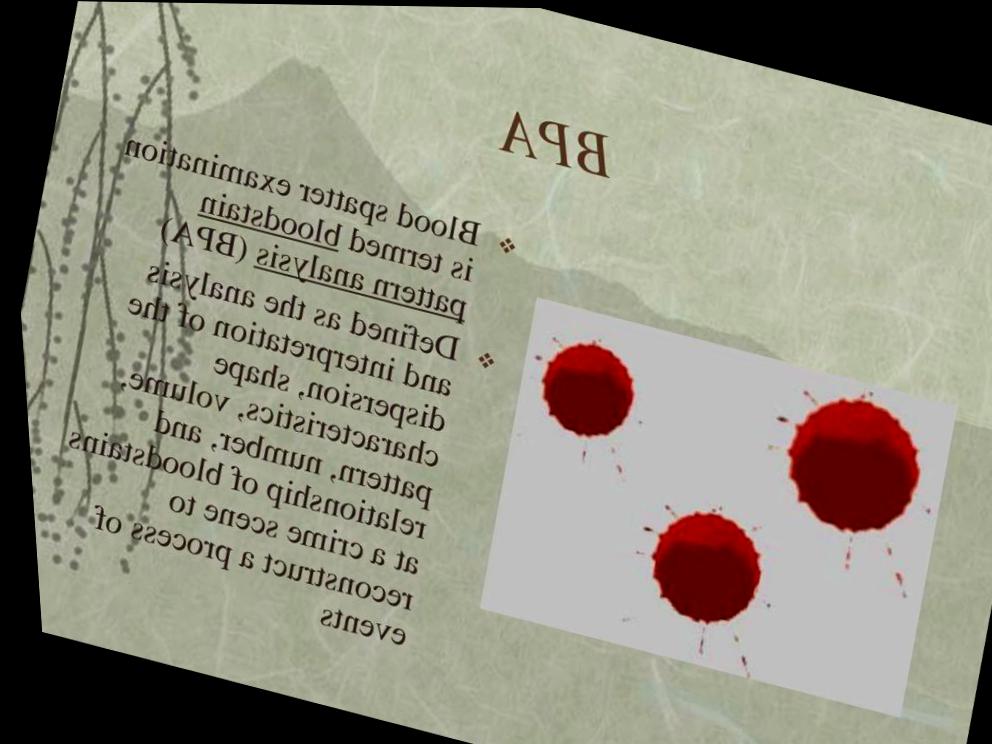 BPA
Blood spatter examination
is termed bloodstain
pattern analysis (BPA)
Defined as the analysis
and interpretation of the
dispersion, shape
characteristics, volume,
pattern, number, and
relationship of bloodstains
at a crime scene to
reconstruct a process of
events